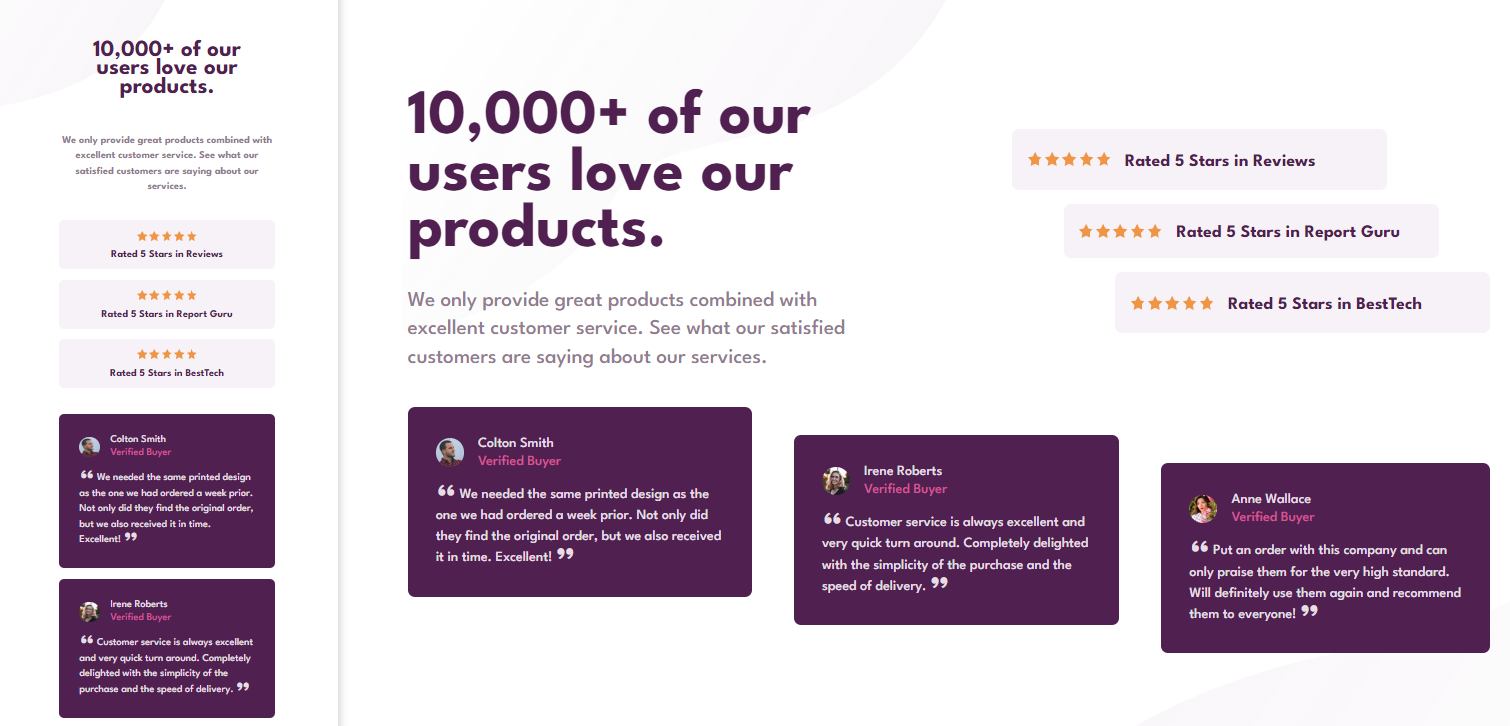 10,000+ of our
users love our
products.
We only provide great products combined with
excellent customer service. See what our
satisfied customers are saying about our
services.
Rated 5 Stars in Reviews
Rated 5 Stars in Report Guru
Rated 5 Stars in BestTech
Colton Smith
Verified Buyer
“ We needed the same printed design
as the one we had ordered a week prior.
Not only did they find the original order,
but we also received it in time.
Excellent! ”
Irene Roberts
Verified Buyer
“ Customer service is always excellent
and very quick turn around. Completely
delighted with the simplicity of the
purchase and the speed of delivery. ”
10,000+ of our
users love our
products.
We only provide great products combined with
excellent customer service. See what our satisfied
customers are saying about our services.
Rated 5 Stars in Reviews
Rated 5 Stars in Report Guru
Rated 5 Stars in BestTech
Colton Smith
Verified Buyer
“ We needed the same printed design as the
one we had ordered a week prior. Not only did
they find the original order, but we also received
it in time. Excellent! ”
Irene Roberts
Verified Buyer
“ Customer service is always excellent and
very quick turn around. Completely delighted
with the simplicity of the purchase and the
speed of delivery. ”
Anne Wallace
Verified Buyer
“ Put an order with this company and can
only praise them for the very high standard.
Will definitely use them again and recommend
them to everyone! ”